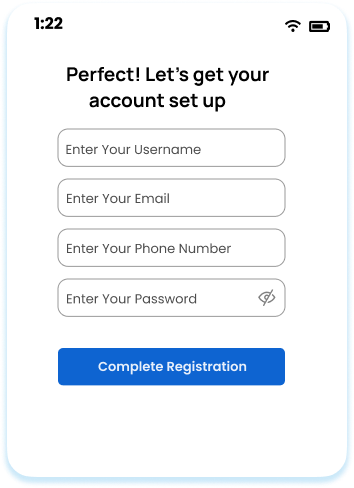 1:22
Perfect! Let's get your
account set up
Enter Your Username
Enter Your Email
Enter Your Phone Number
Enter Your Password
Complete Registration